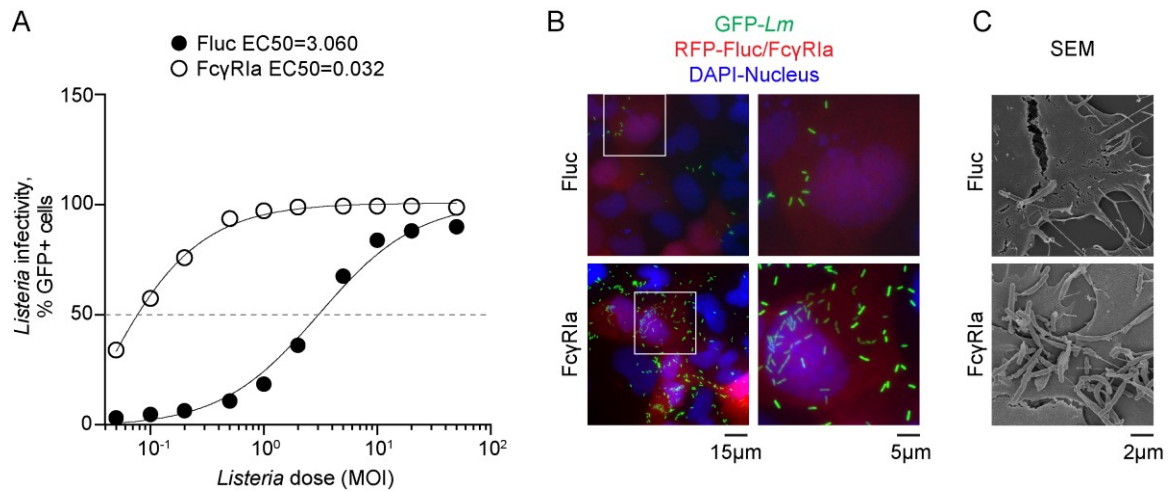 A
Fluc EC50=3.060
FcγRIa EC50=0.032
150
100
50
0
Listeria infectivity,
% GFP+ cells
10⁻¹
10⁰
10¹
10²
Listeria dose (MOI)
B
GFP-Lm
RFP-Fluc/FcγRIa
DAPI-Nucleus
Fluc
FcγRIa
15µm
5µm
C
SEM
Fluc
FcγRIa
2µm